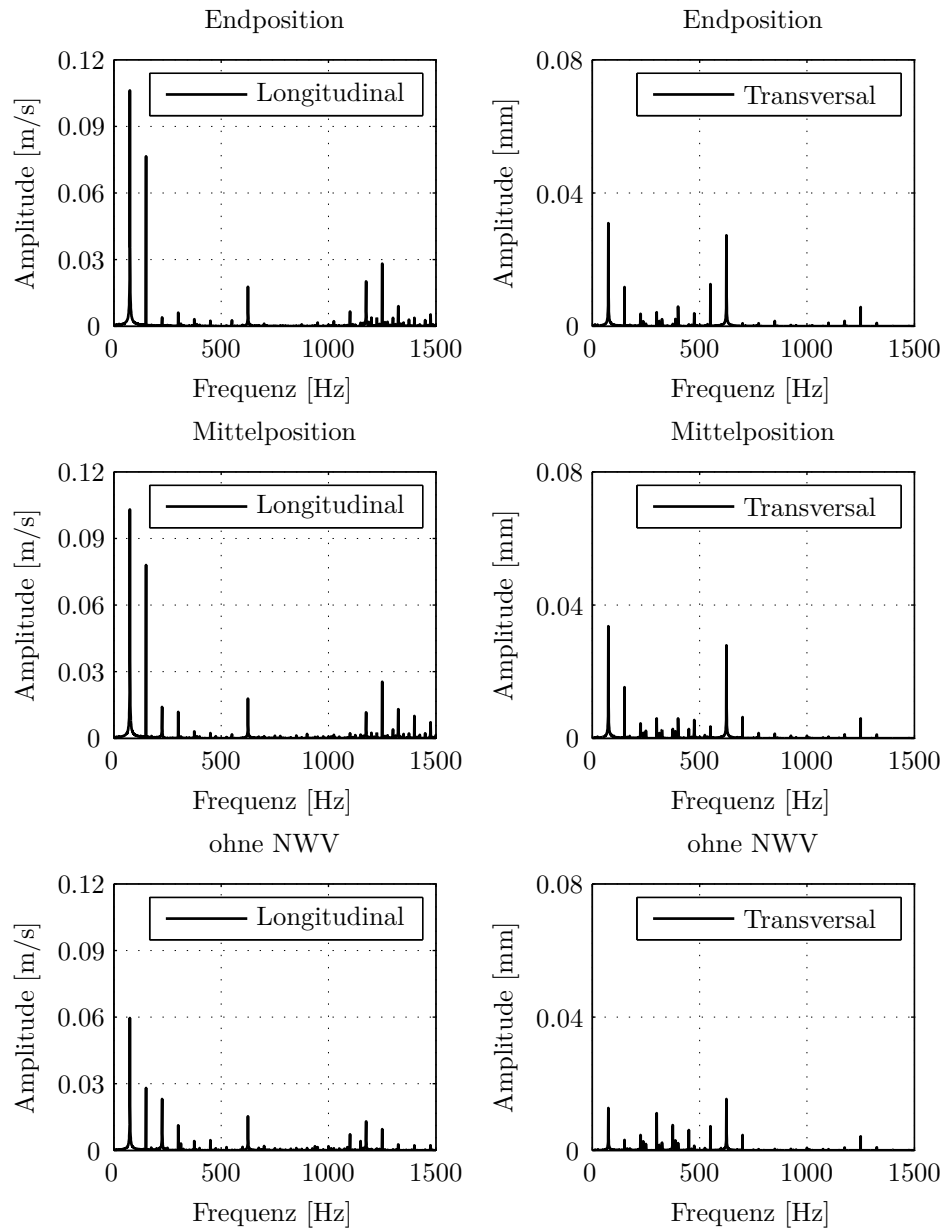 Endposition
0.12
0.09
0.06
0.03
0
Amplitude [m/s]
Longitudinal
0
500
1000
1500
Frequenz [Hz]
Endposition
0.08
0.04
0
Amplitude [mm]
Transversal
0
500
1000
1500
Frequenz [Hz]
Mittelposition
0.12
0.09
0.06
0.03
0
Amplitude [m/s]
Longitudinal
0
500
1000
1500
Frequenz [Hz]
Mittelposition
0.08
0.04
0
Amplitude [mm]
Transversal
0
500
1000
1500
Frequenz [Hz]
ohne NWV
0.12
0.09
0.06
0.03
0
Amplitude [m/s]
Longitudinal
0
500
1000
1500
Frequenz [Hz]
ohne NWV
0.08
0.04
0
Amplitude [mm]
Transversal
0
500
1000
1500
Frequenz [Hz]